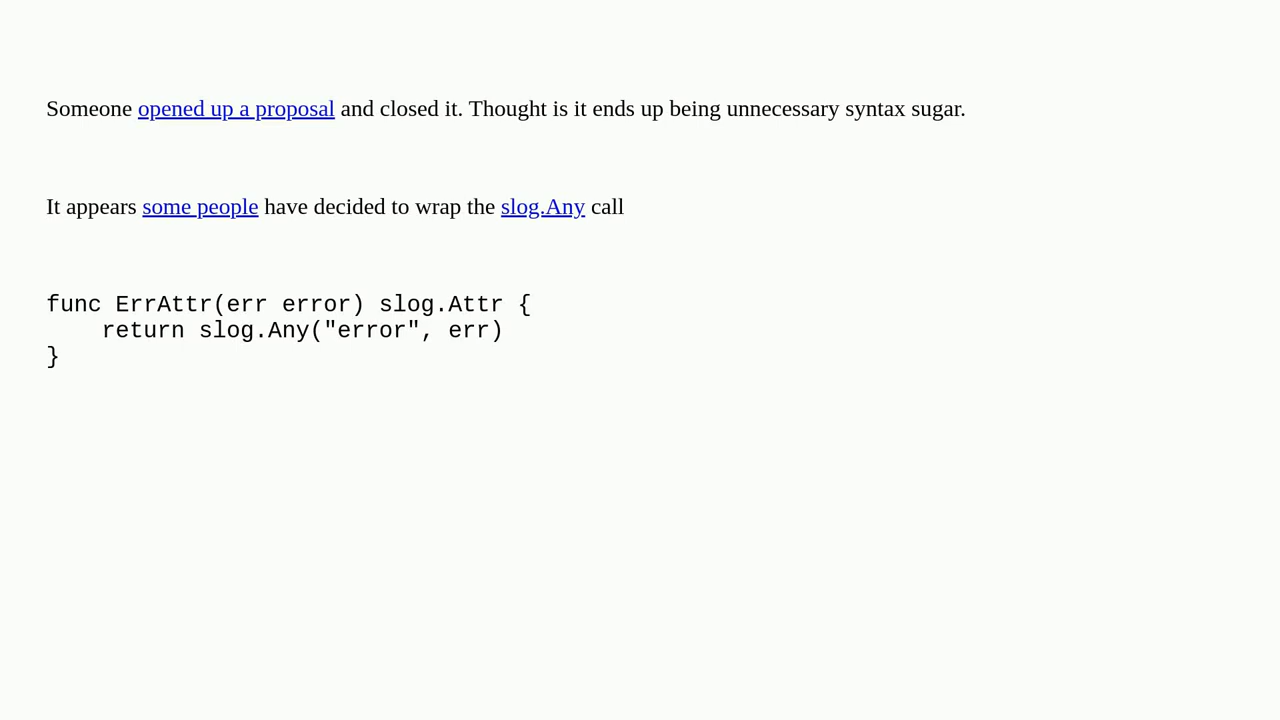 Someone opened up a proposal and closed it. Thought is it ends up being unnecessary syntax sugar.
It appears some people have decided to wrap the slog.Any call
func ErrAttr(err error) slog.Attr {
    return slog.Any("error", err)
}